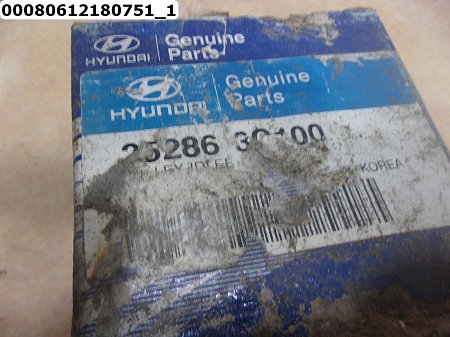 00080612180751_1
HYUNDAI Genuine Parts
HYUNDAI Genuine Parts
25286 3C100
KOREA